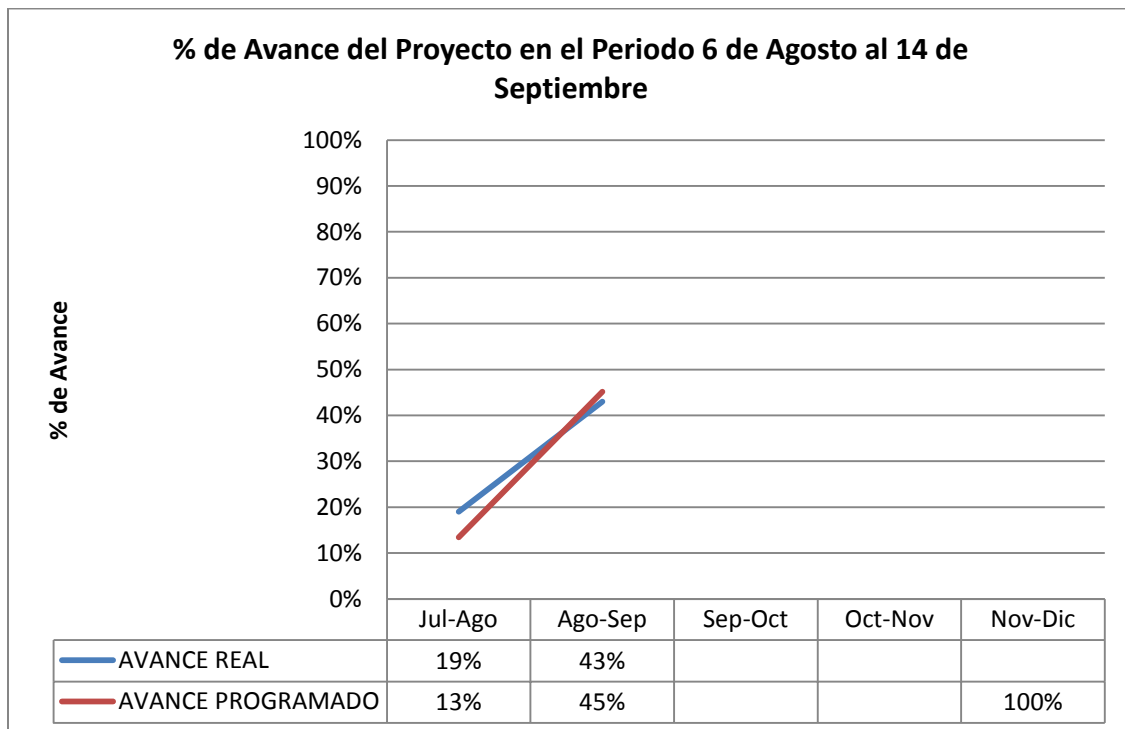 % de Avance del Proyecto en el Periodo 6 de Agosto al 14 de
Septiembre
% de Avance
100%
90%
80%
70%
60%
50%
40%
30%
20%
10%
0%
Jul-Ago Ago-Sep Sep-Oct Oct-Nov Nov-Dic
AVANCE REAL 19% 43%
AVANCE PROGRAMADO 13% 45% 100%